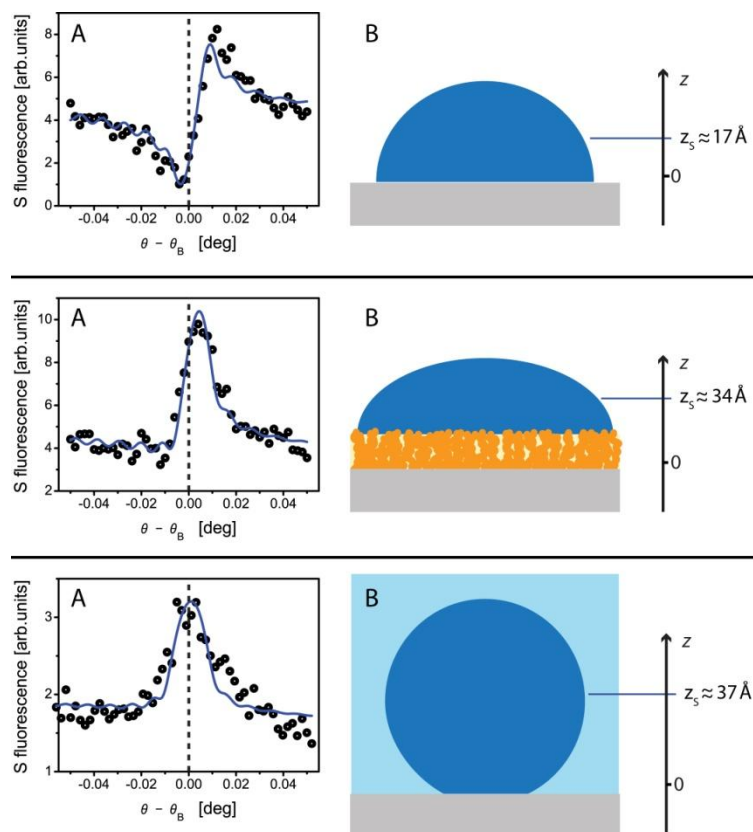 A
B
S fluorescence [arb.units]
8
6
4
2
0
-0.04 -0.02 0.00 0.02 0.04
θ - θB [deg]
z
zS ≈ 17 Å
0
A
B
S fluorescence [arb.units]
10
8
6
4
2
-0.04 -0.02 0.00 0.02 0.04
θ - θB [deg]
z
zS ≈ 34 Å
0
A
B
S fluorescence [arb.units]
3
2
1
-0.04 -0.02 0.00 0.02 0.04
θ - θB [deg]
z
zS ≈ 37 Å
0